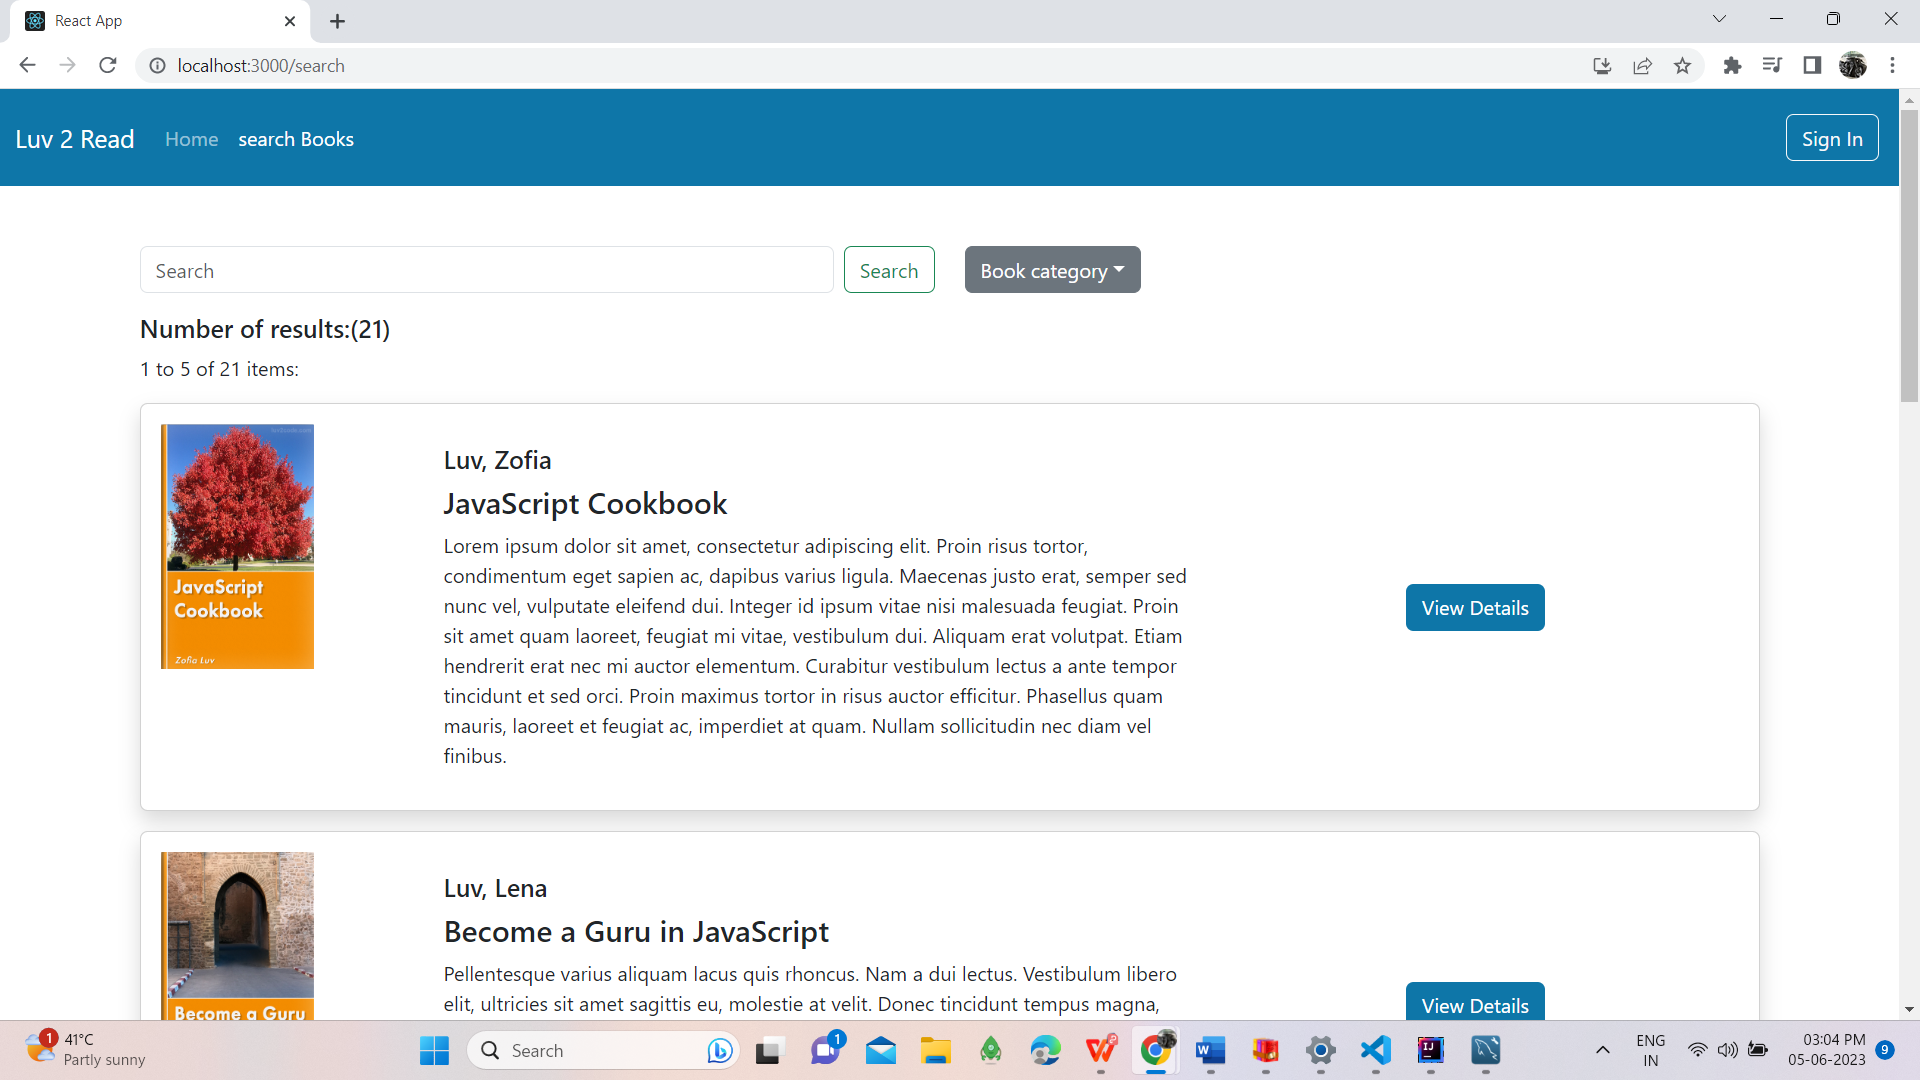 React App
localhost:3000/search
Luv 2 Read
Home
search Books
Sign In
Search
Search
Book category
Number of results:(21)
1 to 5 of 21 items:
JavaScript
Cookbook
Zofia Luv
Luv, Zofia
JavaScript Cookbook
Lorem ipsum dolor sit amet, consectetur adipiscing elit. Proin risus tortor,
condimentum eget sapien ac, dapibus varius ligula. Maecenas justo erat, semper sed
nunc vel, vulputate eleifend dui. Integer id ipsum vitae nisi malesuada feugiat. Proin
sit amet quam laoreet, feugiat mi vitae, vestibulum dui. Aliquam erat volutpat. Etiam
hendrerit erat nec mi auctor elementum. Curabitur vestibulum lectus a ante tempor
tincidunt et sed orci. Proin maximus tortor in risus auctor efficitur. Phasellus quam
mauris, laoreet et feugiat ac, imperdiet at quam. Nullam sollicitudin nec diam vel
finibus.
View Details
Become a Guru
Luv, Lena
Become a Guru in JavaScript
Pellentesque varius aliquam lacus quis rhoncus. Nam a dui lectus. Vestibulum libero
elit, ultricies sit amet sagittis eu, molestie at velit. Donec tincidunt tempus magna,
View Details
1
41°C
Partly sunny
Search
1
W
W
IJ
ENG
IN
03:04 PM
05-06-2023
9